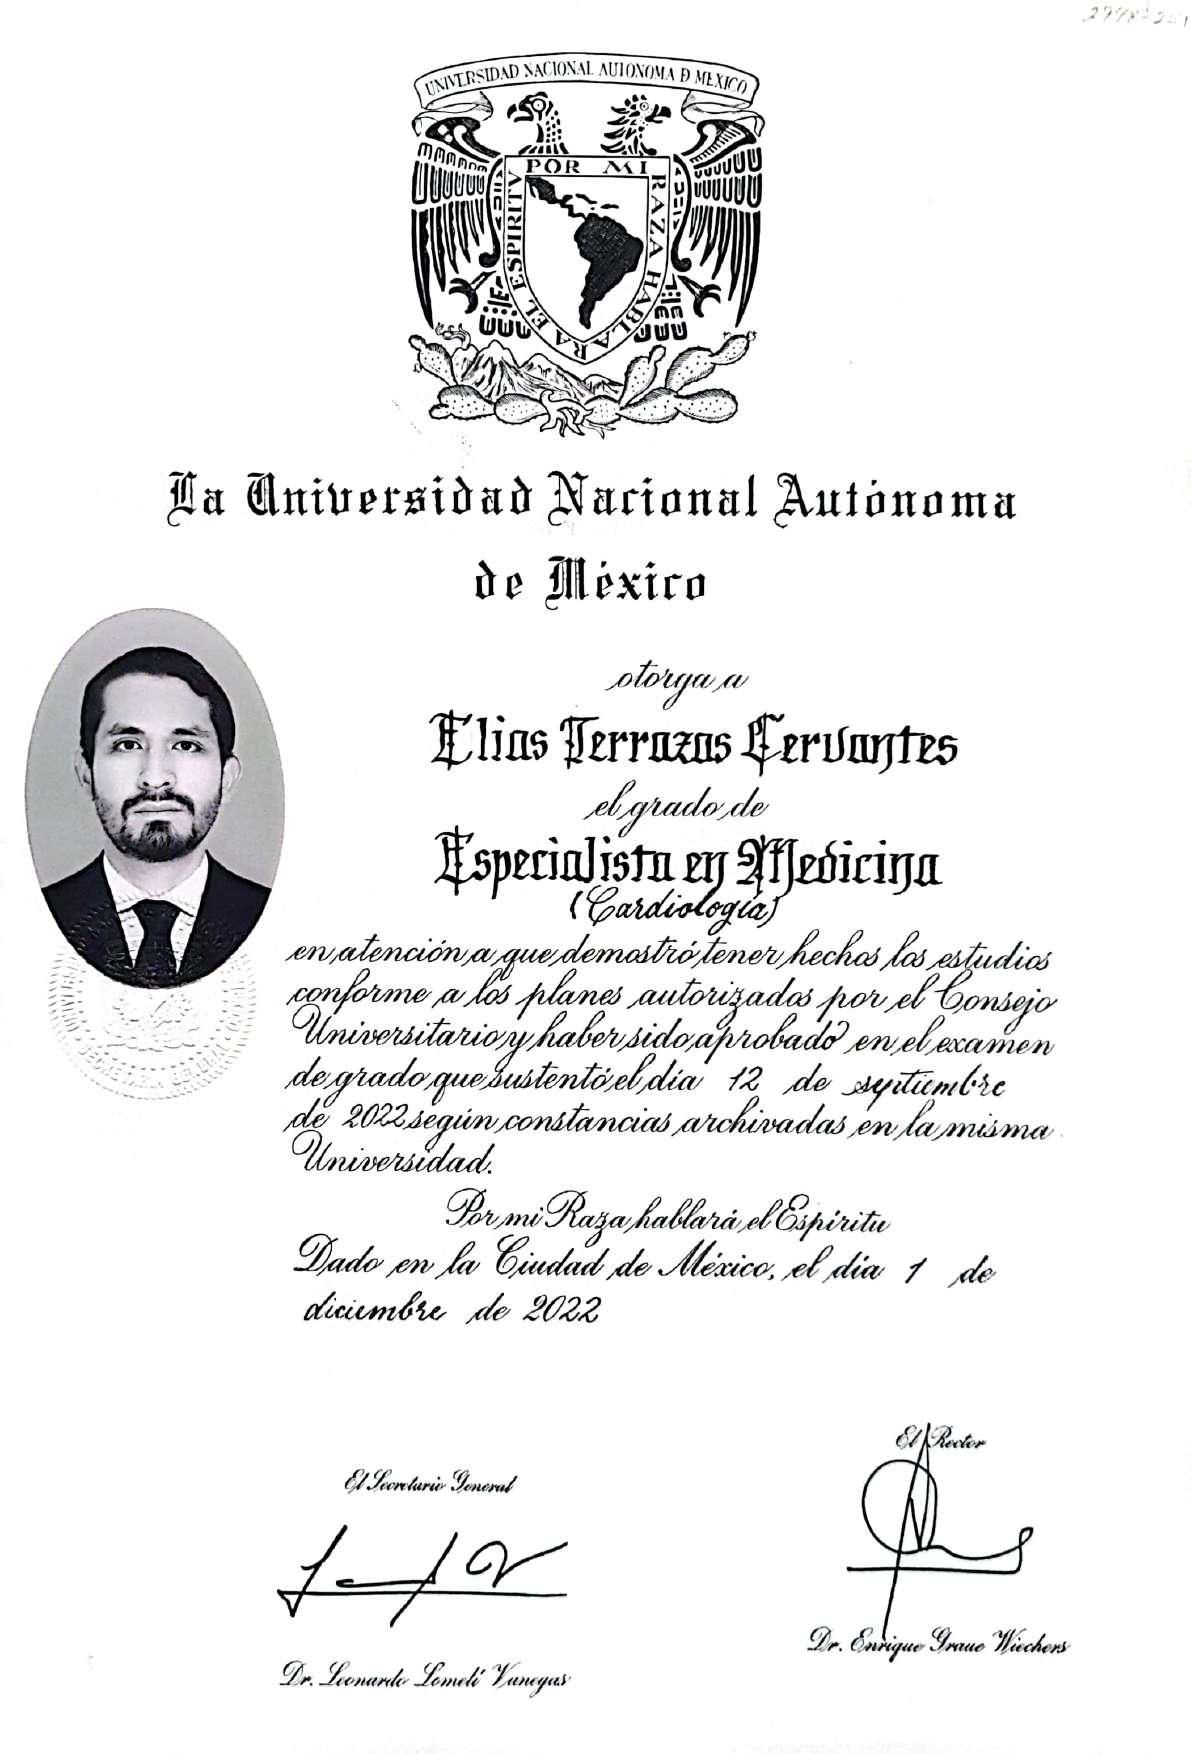 UNIVERSIDAD NACIONAL AUTONOMA D MEXICO
POR MI RAZA HABLARA EL ESPIRITV
La Universidad Nacional Autónoma
de México
otorga a
Elias Terrazas Cervantes
el grado de
Especialista en Medicina
(Cardiología)
en atención a que demostró tener hechos los estudios
conforme a los planes autorizados por el Consejo
Universitario y haber sido aprobado en el examen
de grado que sustentó el día 12 de septiembre
de 2022 según constancias archivadas en la misma
Universidad.
Por mi Raza hablará el Espíritu
Dado en la Ciudad de México, el día 1 de
diciembre de 2022
El Rector
El Secretario General
Dr. Enrique Graue Wiechers
Dr. Leonardo Lomelí Vanegas